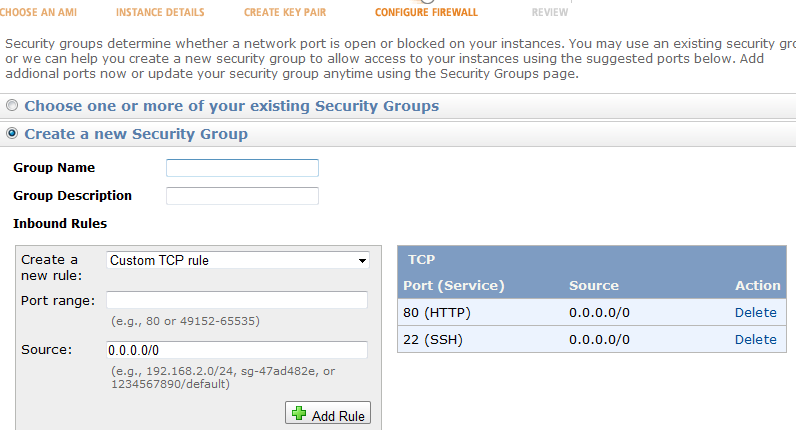 CHOOSE AN AMI INSTANCE DETAILS CREATE KEY PAIR CONFIGURE FIREWALL REVIEW
Security groups determine whether a network port is open or blocked on your instances. You may use an existing security
or we can help you create a new security group to allow access to your instances using the suggested ports below. Add
addional ports now or update your security group anytime using the Security Groups page.
Choose one or more of your existing Security Groups
Create a new Security Group
Group Name
Group Description
Inbound Rules
Create a
new rule:
Custom TCP rule
Port range:
(e.g., 80 or 49152-65535)
Source:
0.0.0.0/0
(e.g., 192.168.2.0/24, sg-47ad482e, or
1234567890/default)
Add Rule
TCP
Port (Service) Source Action
80 (HTTP) 0.0.0.0/0 Delete
22 (SSH) 0.0.0.0/0 Delete